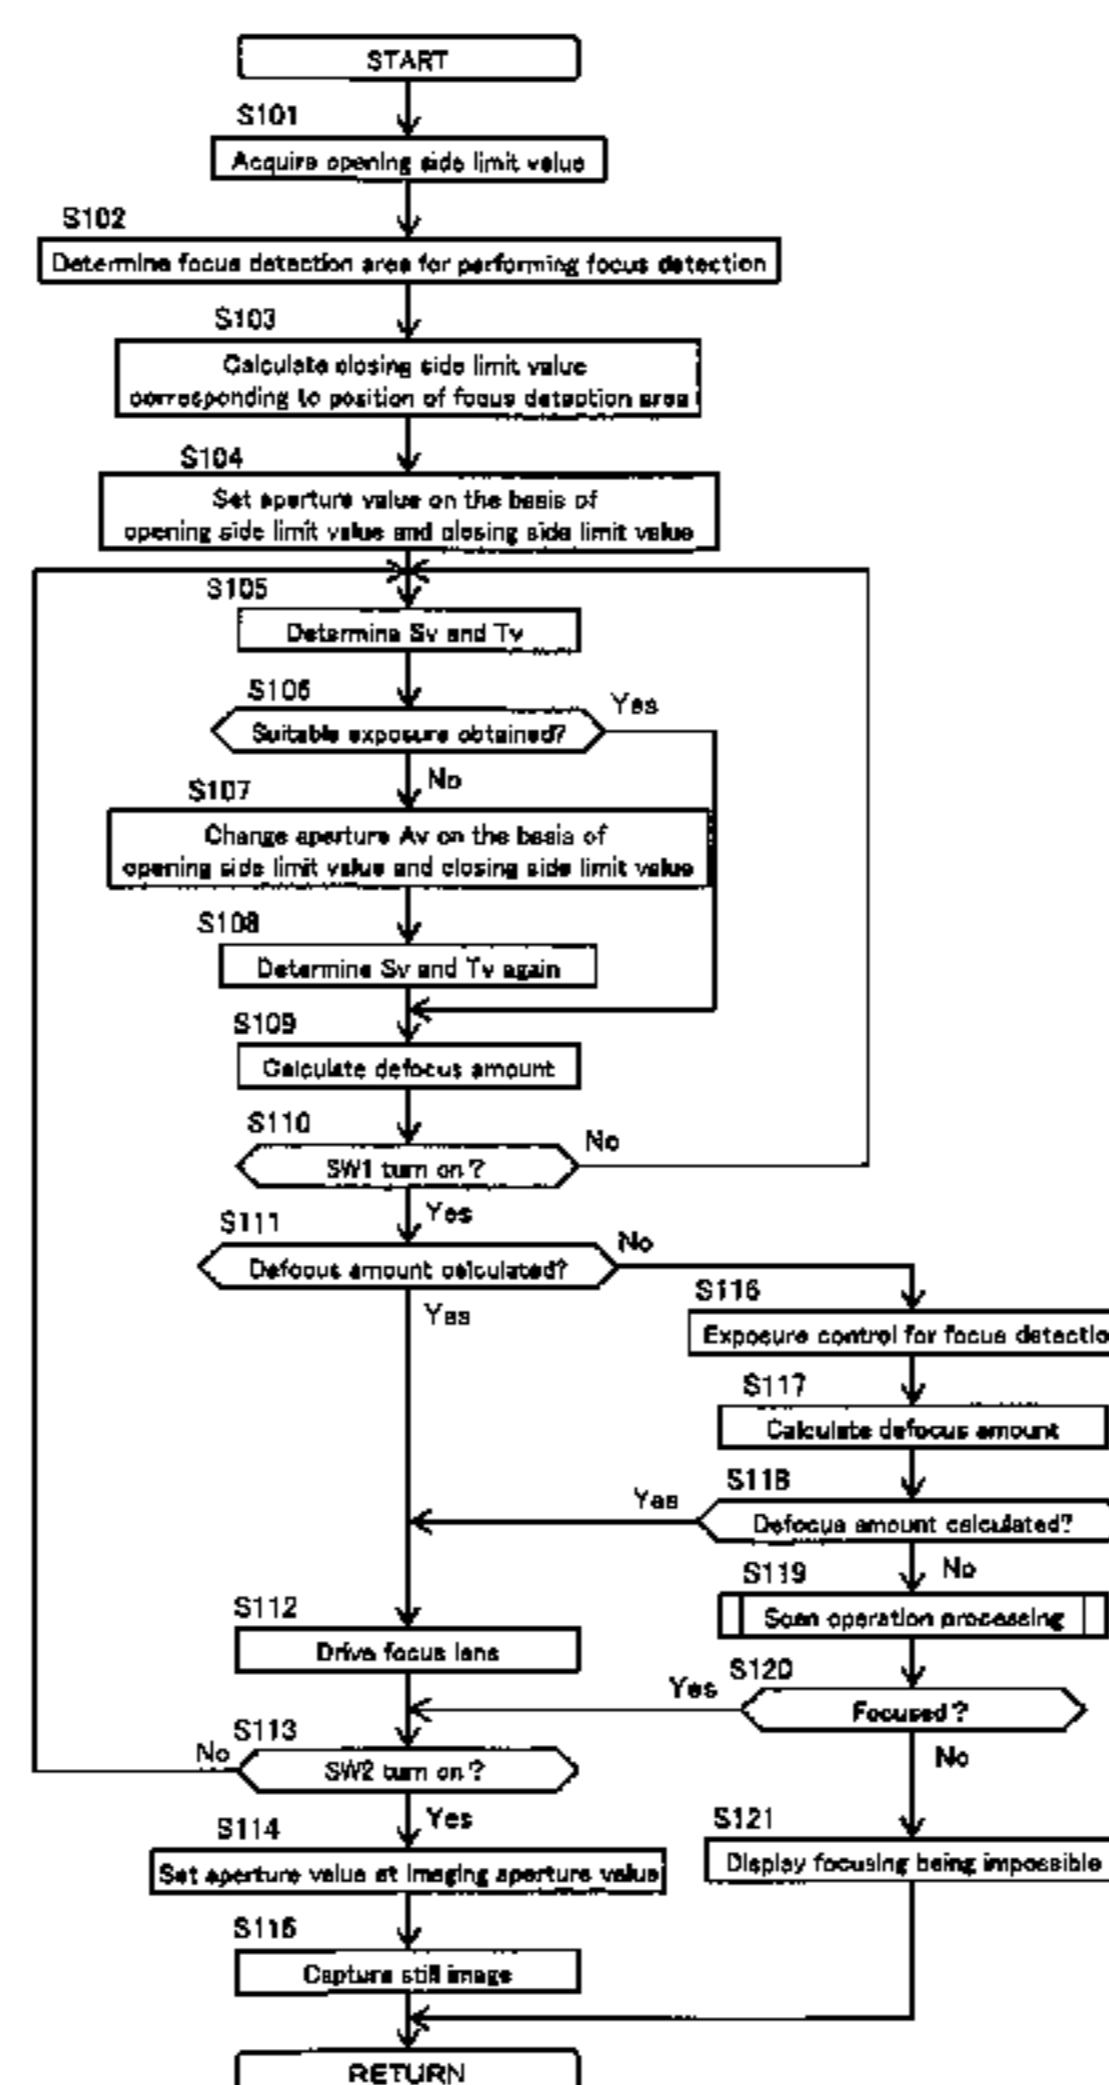 START
S101
Acquire opening side limit value
S102
Determine focus detection area for performing focus detection
S103
Calculate closing side limit value
corresponding to position of focus detection area
S104
Set aperture value on the basis of
opening side limit value and closing side limit value
S105
Determine Sv and Tv
S106
Suitable exposure obtained?
Yes
No
S107
Change aperture Av on the basis of
opening side limit value and closing side limit value
S108
Determine Sv and Tv again
S109
Calculate defocus amount
S110
SW1 turn on ?
No
Yes
S111
Defocus amount calculated?
No
Yes
S116
Exposure control for focus detectio
S117
Calculate defocus amount
S118
Defocus amount calculated?
Yes
No
S119
Scan operation processing
S112
Drive focus lens
S120
Focused ?
Yes
No
S113
SW2 turn on ?
No
Yes
S114
Set aperture value at imaging aperture value
S121
Display focusing being impossible
S115
Capture still image
RETURN